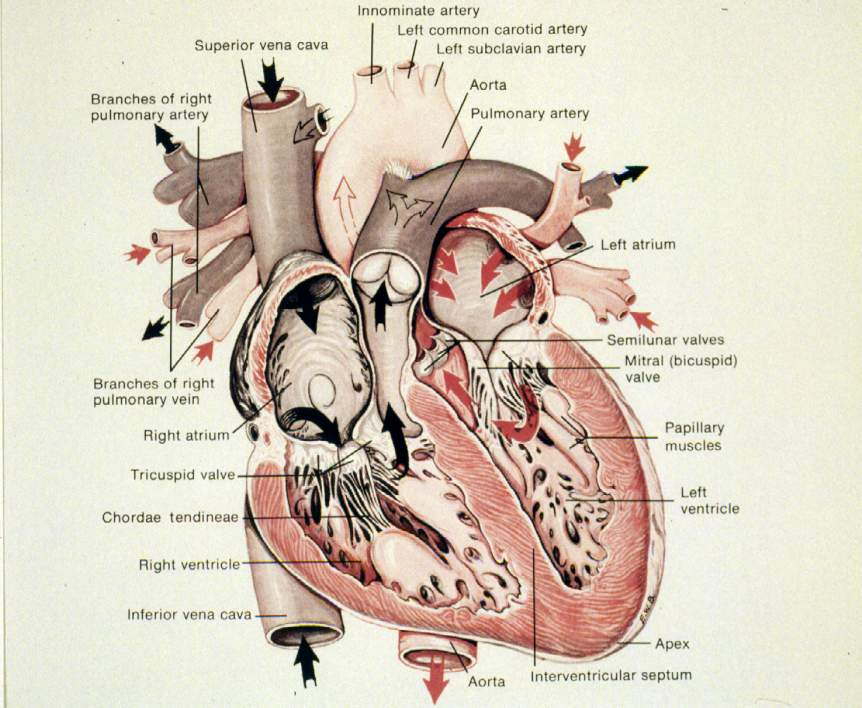 Innominate artery
Left common carotid artery
Superior vena cava
Left subclavian artery
Aorta
Branches of right
pulmonary artery
Pulmonary artery
Left atrium
Semilunar valves
Mitral (bicuspid)
valve
Branches of right
pulmonary vein
Right atrium
Papillary
muscles
Tricuspid valve
Left
ventricle
Chordae tendineae
Right ventricle
Inferior vena cava
Apex
Aorta
Interventricular septum